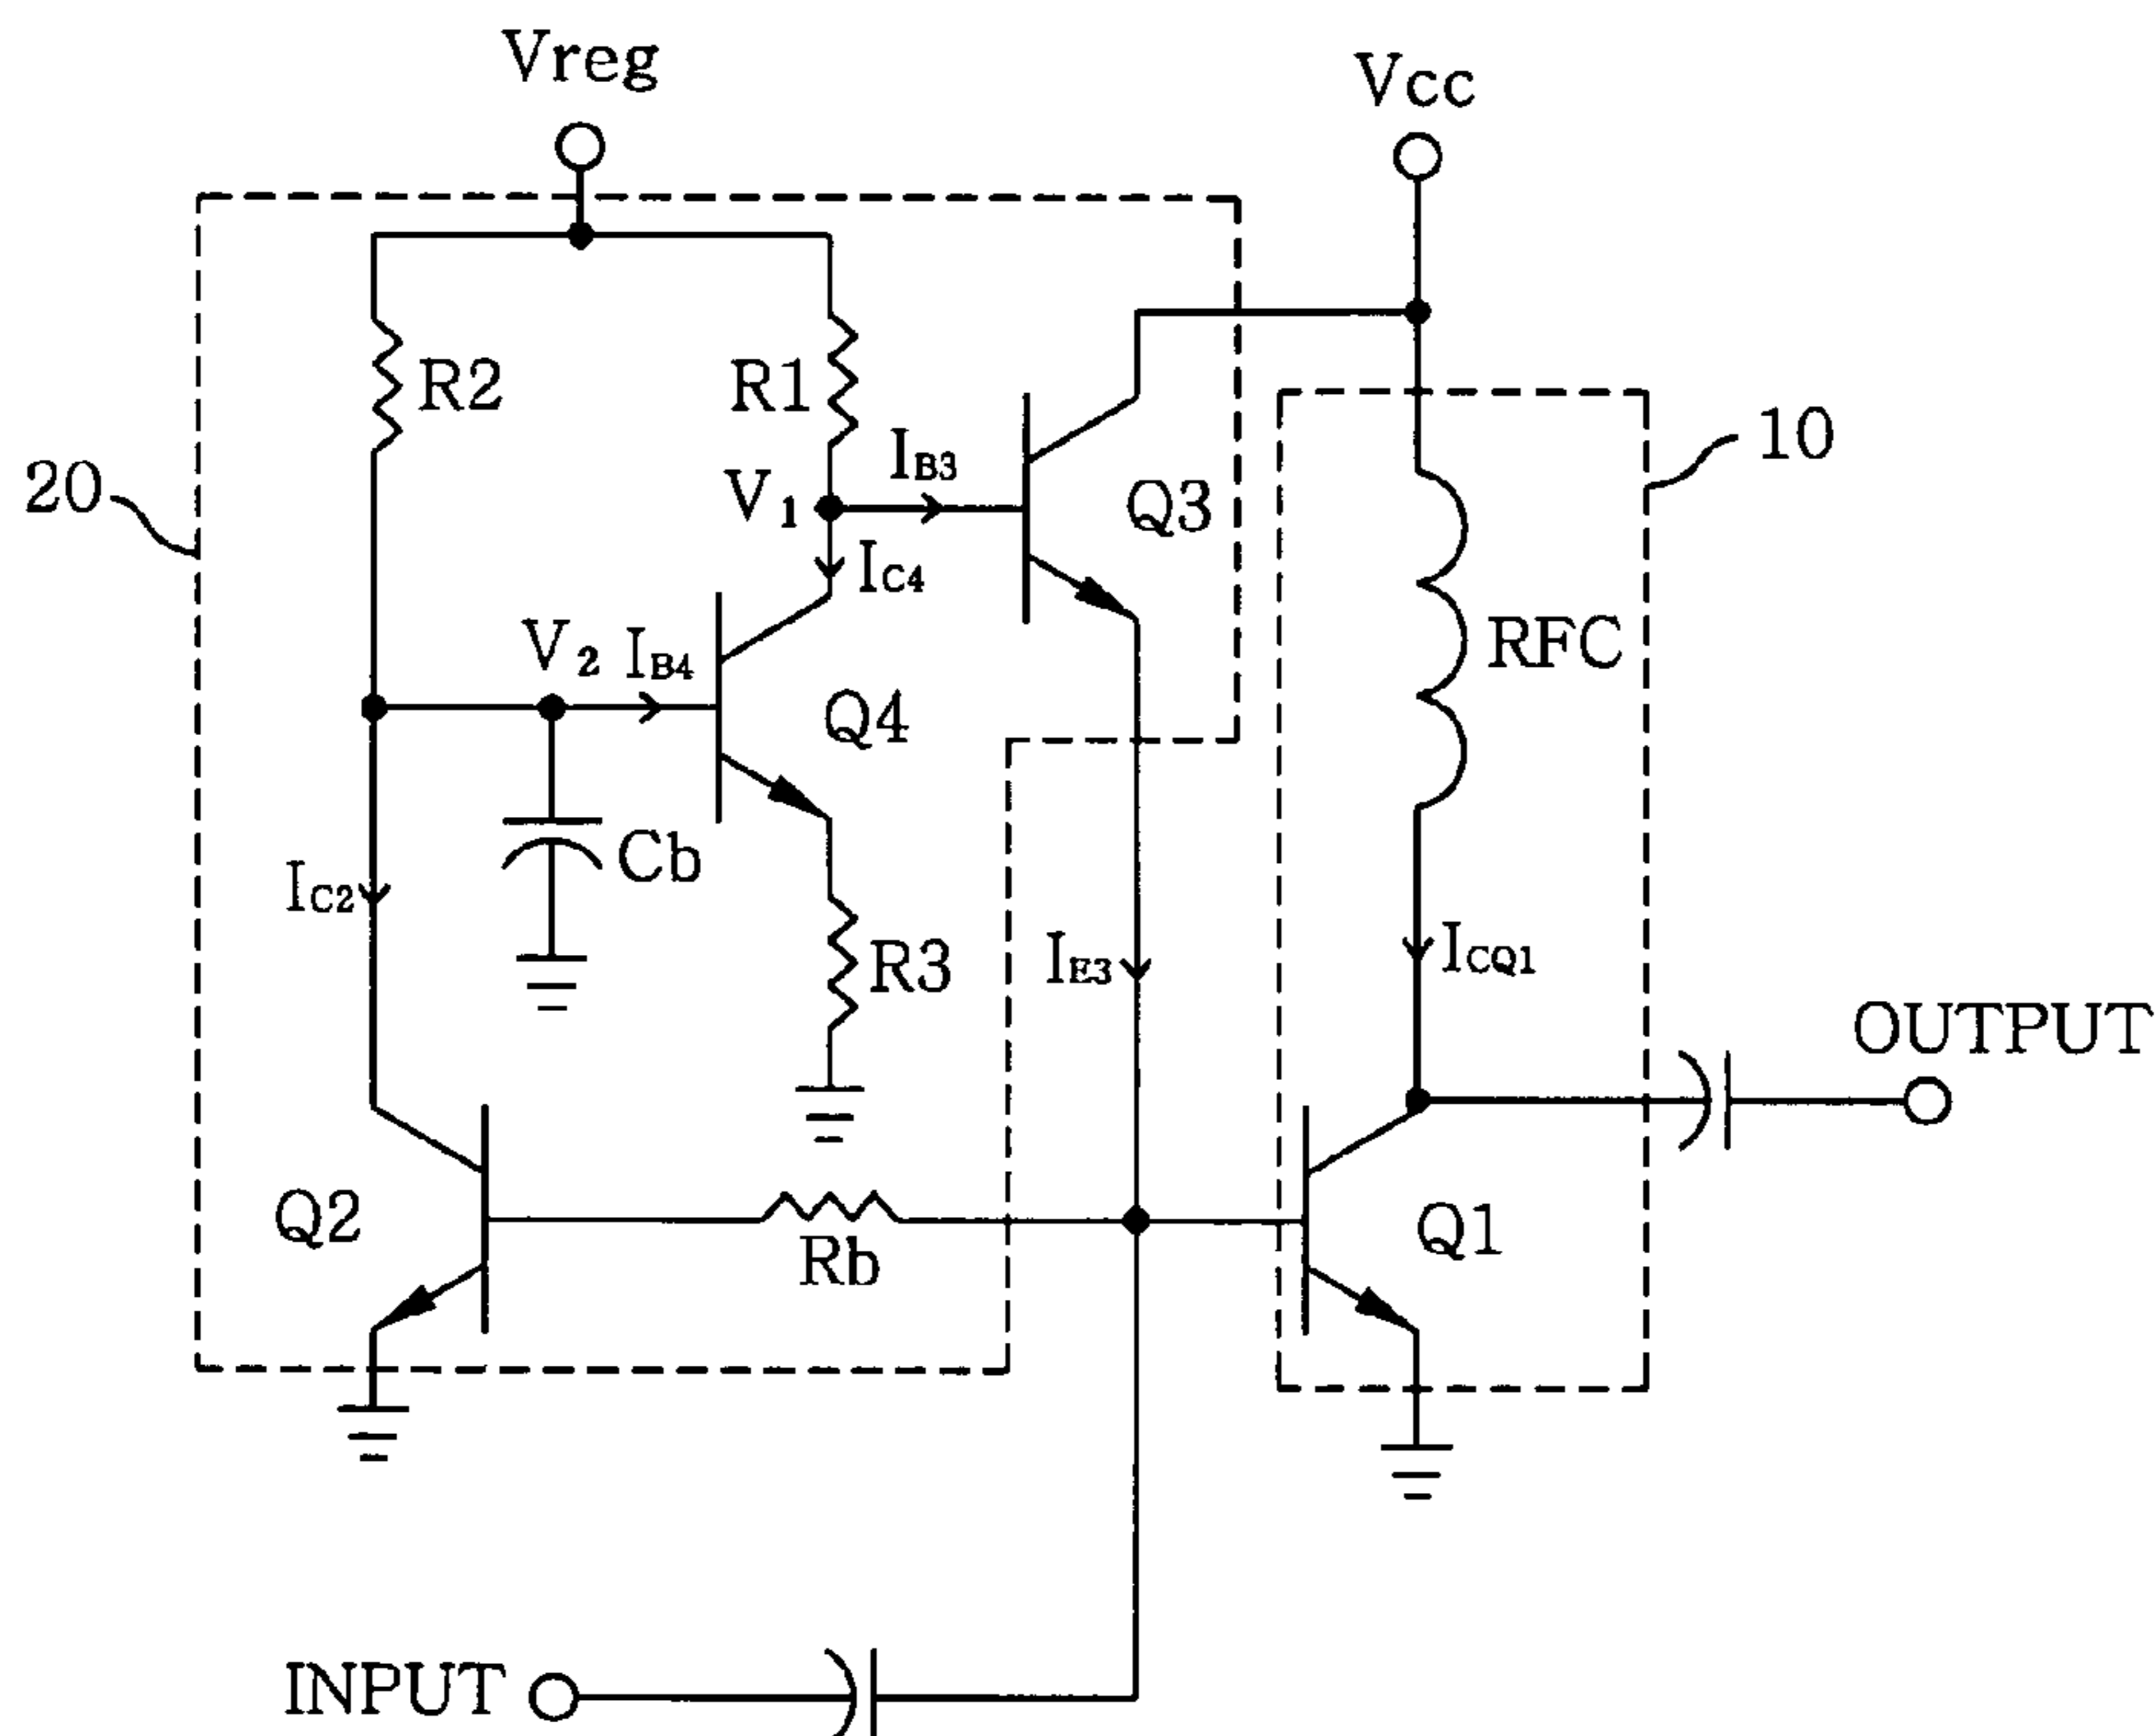 Vreg
Vcc
R2
R1
10
20
V1
IB3
Q3
IC4
V2
IB4
RFC
Q4
Cb
IC2
R3
IE3
ICQ1
OUTPUT
Q2
Rb
Q1
INPUT